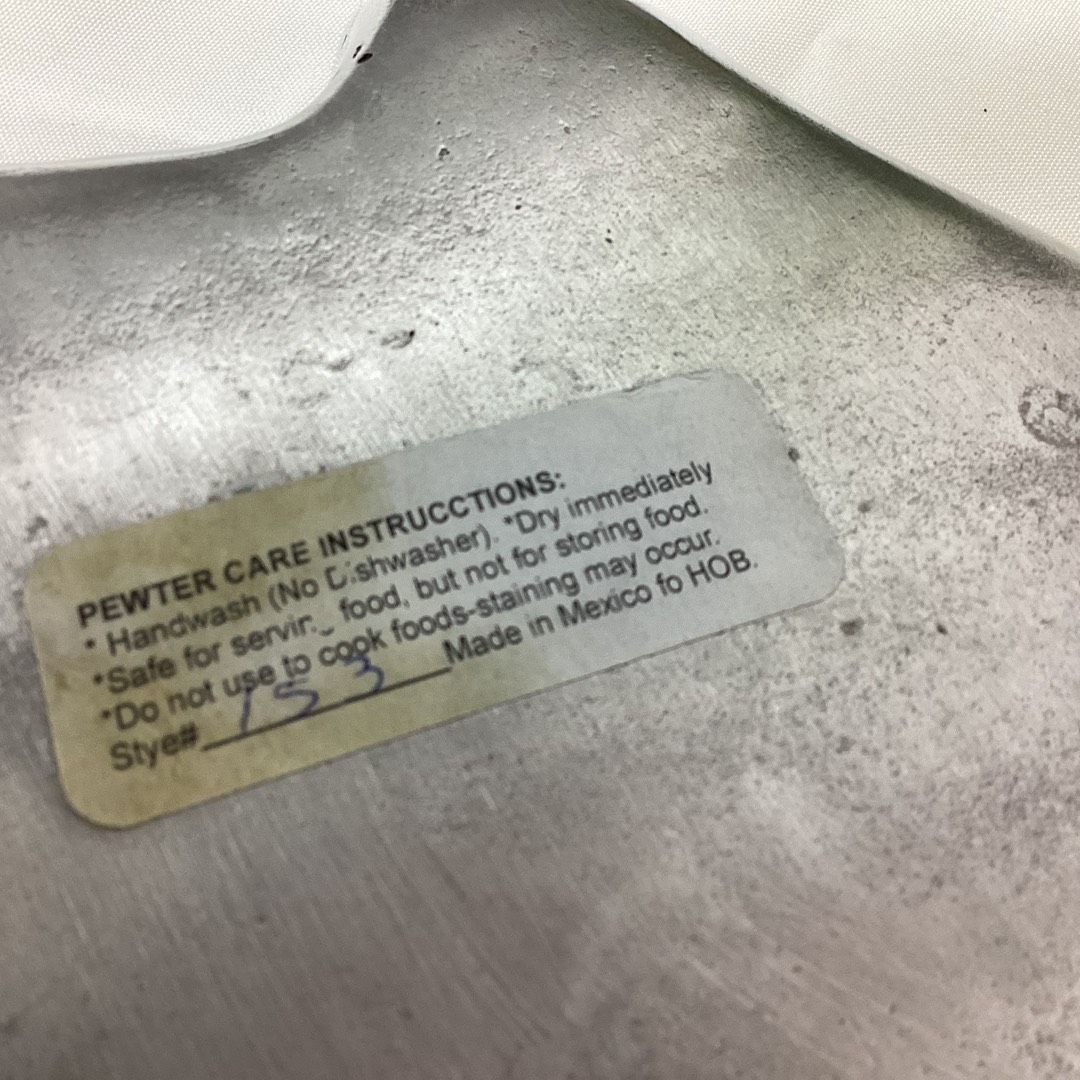 PEWTER CARE INSTRUCCTIONS:
* Handwash (No Dishwasher). *Dry immediately
*Safe for servin_ food, but not for storing food.
*Do not use to cook foods-staining may occur.
Stye# 153 Made in Mexico fo HOB.